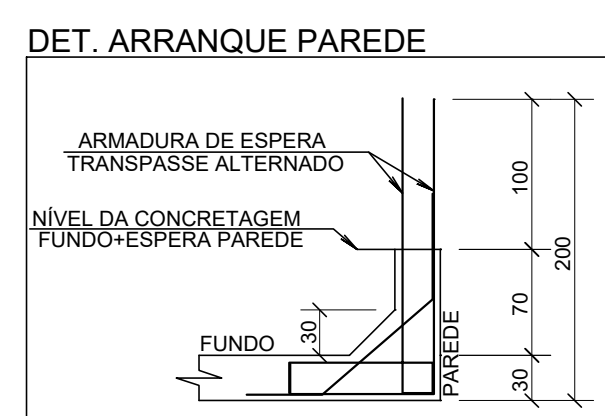 DET. ARRANQUE PAREDE
ARMADURA DE ESPERA
TRANSPASSE ALTERNADO
NÍVEL DA CONCRETAGEM
FUNDO+ESPERA PAREDE
FUNDO
30
PAREDE
100
70
30
200